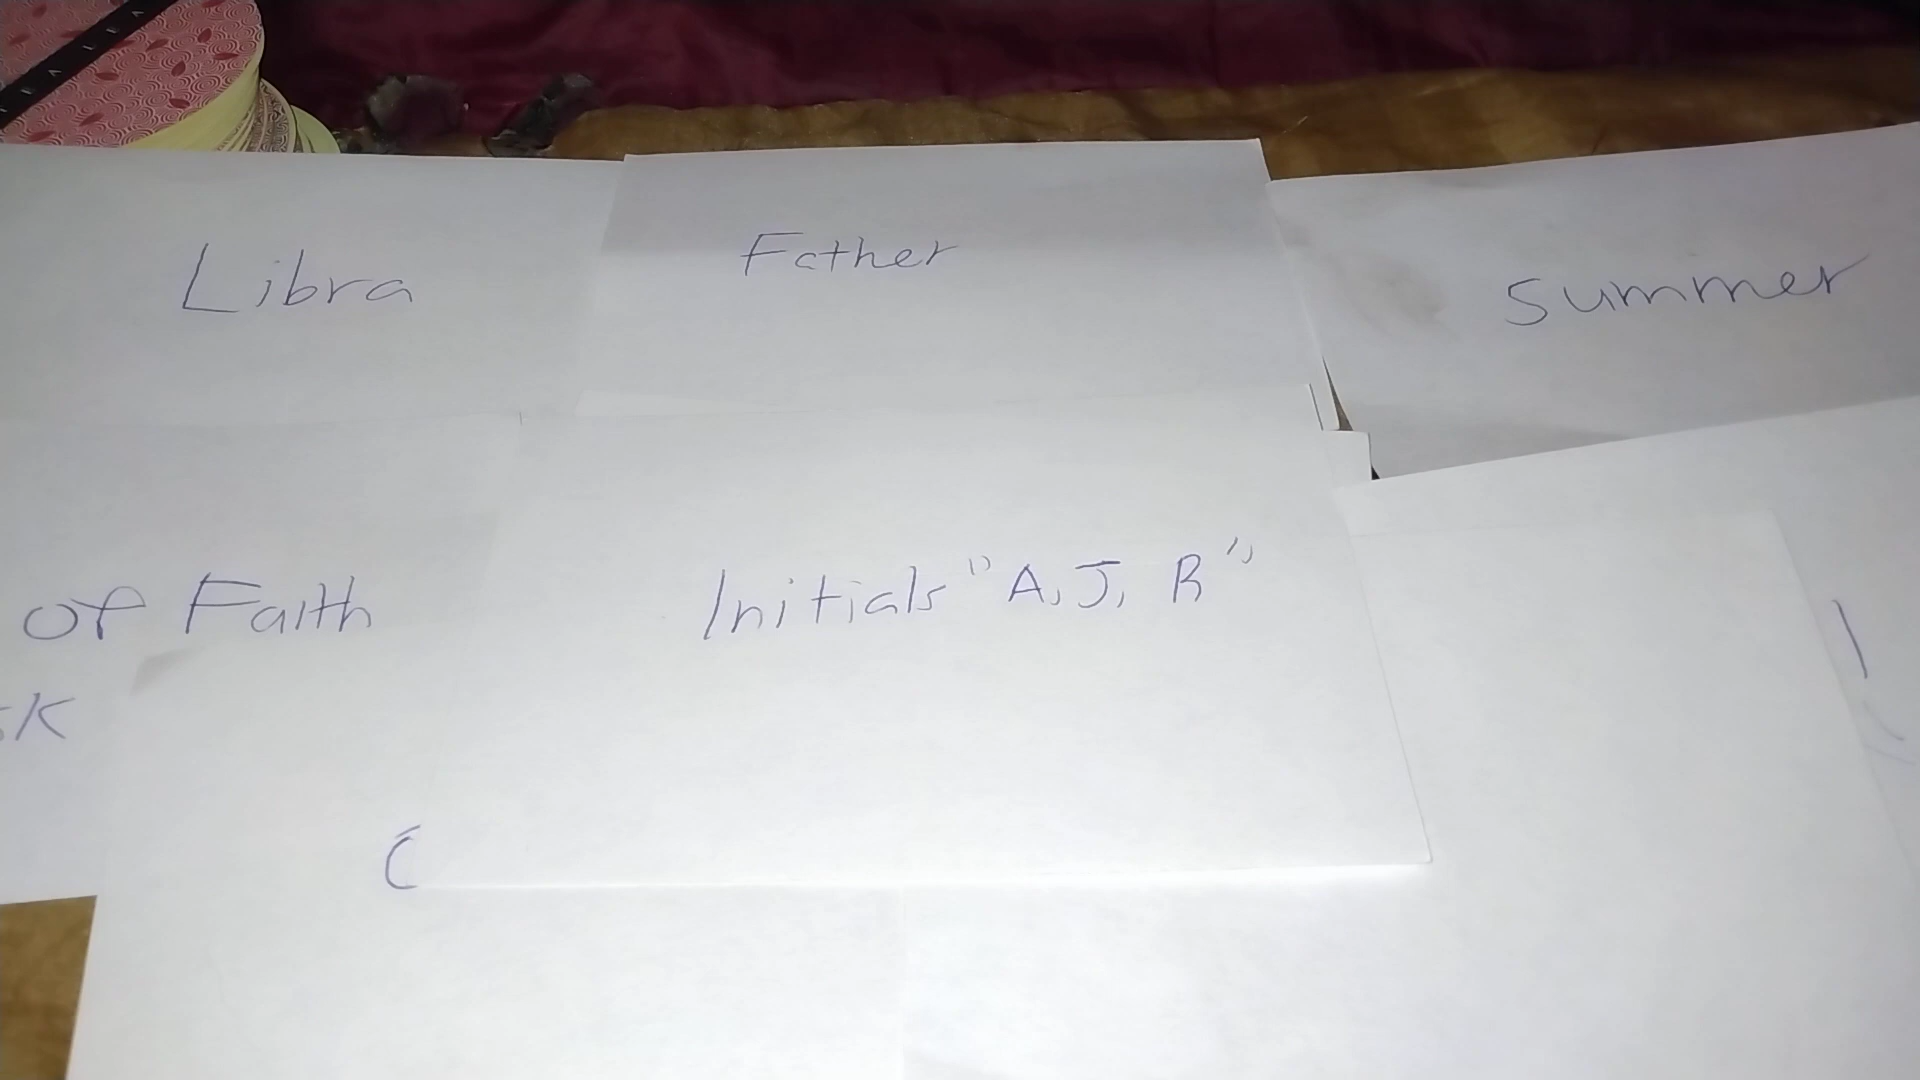 Libra
Father
Summer
of Faith
Initials "A, J, R"